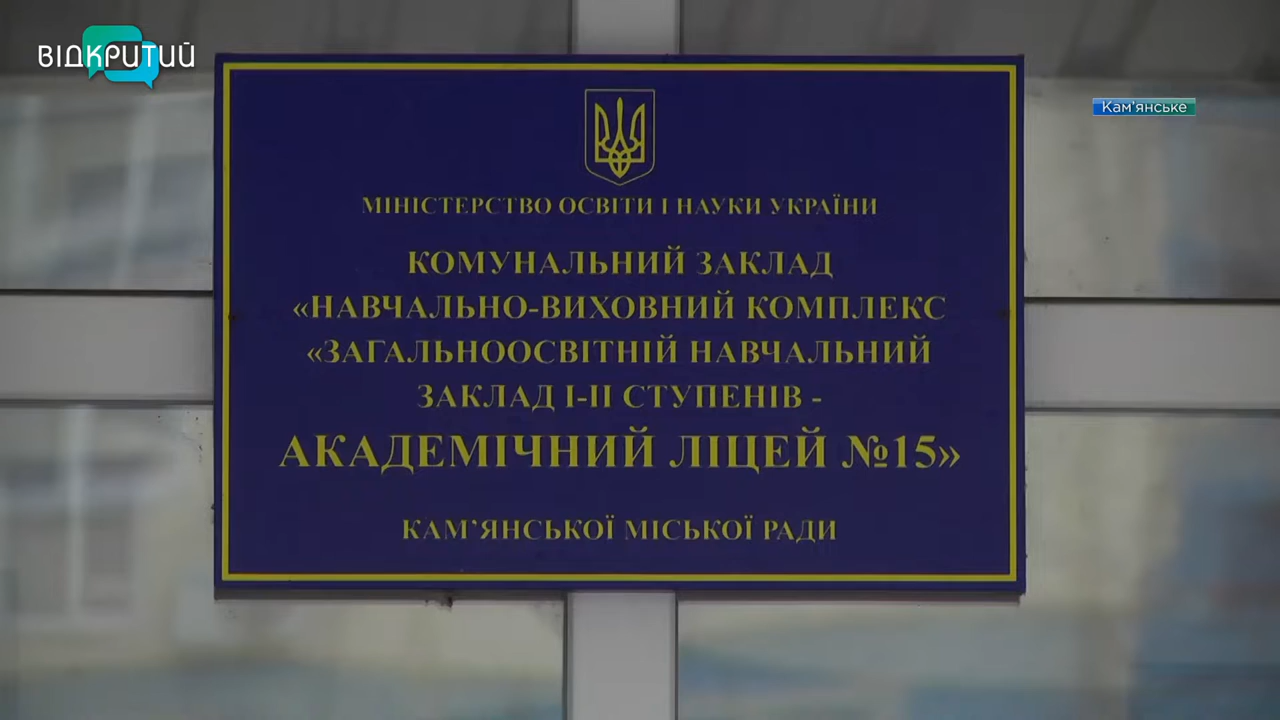 ВІДКРИТИЙ
Кам'янське
МІНІСТЕРСТВО ОСВІТИ І НАУКИ УКРАЇНИ
КОМУНАЛЬНИЙ ЗАКЛАД
«НАВЧАЛЬНО-ВИХОВНИЙ КОМПЛЕКС
«ЗАГАЛЬНООСВІТНІЙ НАВЧАЛЬНИЙ
ЗАКЛАД І-ІІ СТУПЕНІВ -
АКАДЕМІЧНИЙ ЛІЦЕЙ №15»
КАМ'ЯНСЬКОЇ МІСЬКОЇ РАДИ